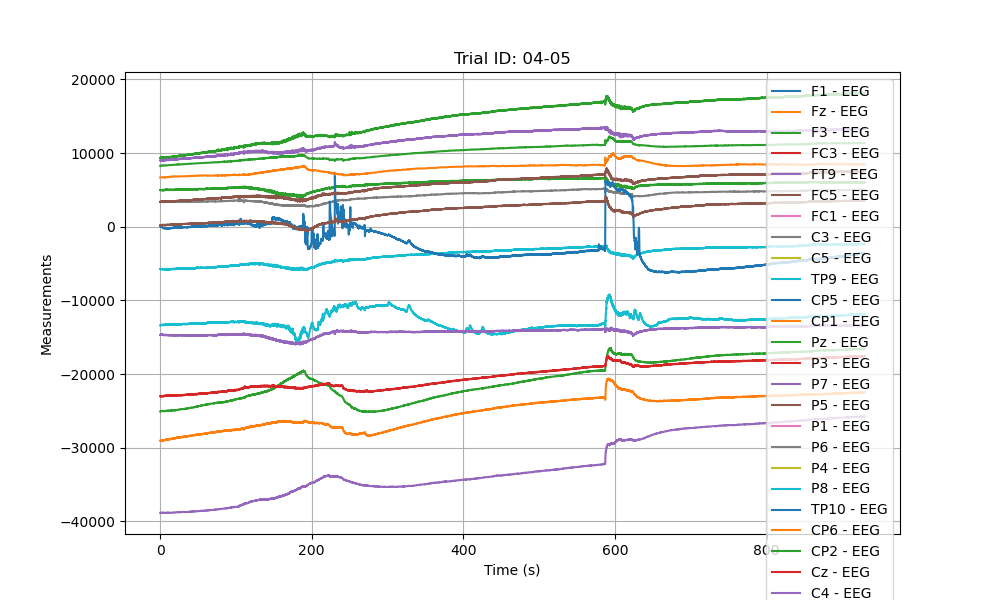 Trial ID: 04-05
20000
10000
0
−10000
−20000
−30000
−40000
Measurements
0
200
400
600
800
Time (s)
F1 - EEG
Fz - EEG
F3 - EEG
FC3 - EEG
FT9 - EEG
FC5 - EEG
FC1 - EEG
C3 - EEG
C5 - EEG
TP9 - EEG
CP5 - EEG
CP1 - EEG
Pz - EEG
P3 - EEG
P7 - EEG
P5 - EEG
P1 - EEG
P6 - EEG
P4 - EEG
P8 - EEG
TP10 - EEG
CP6 - EEG
CP2 - EEG
Cz - EEG
C4 - EEG